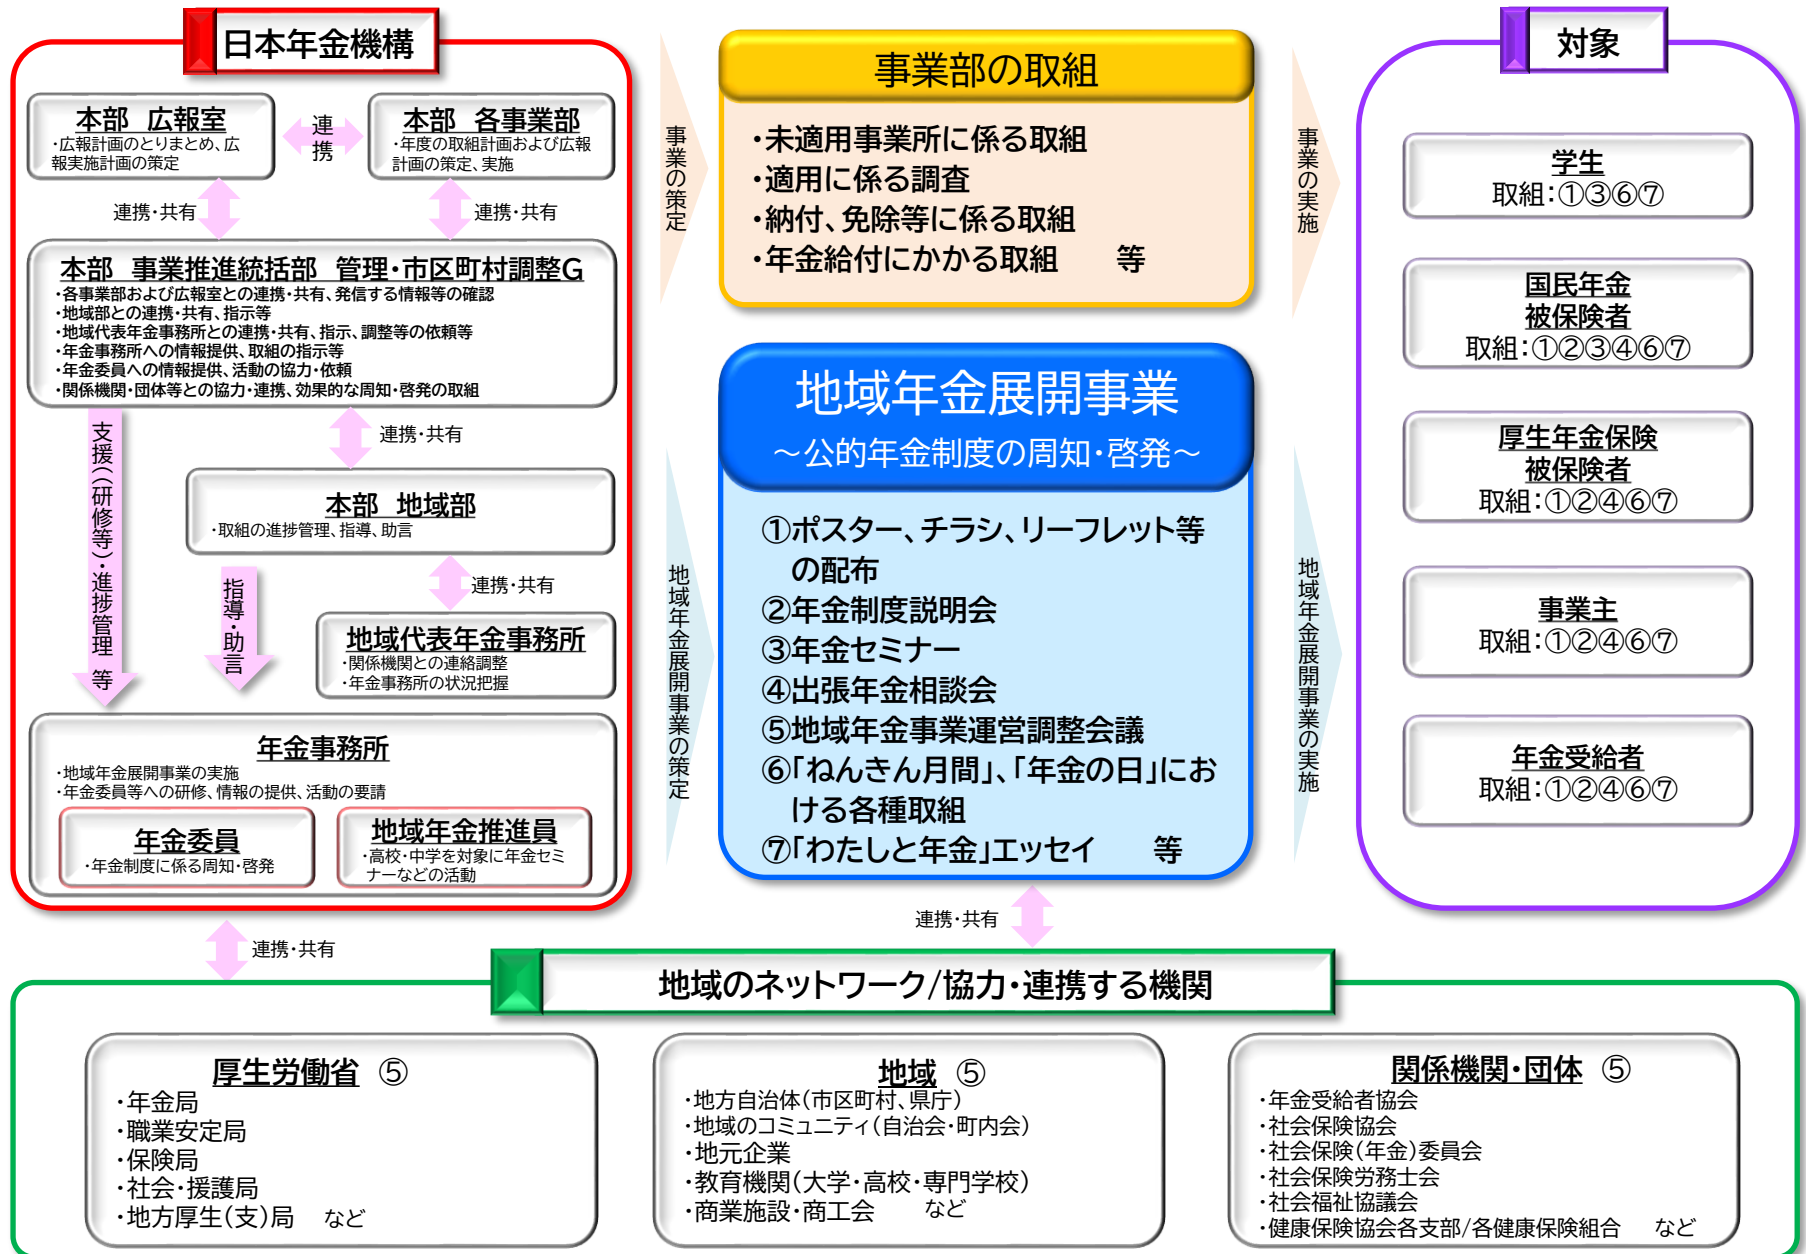 日本年金機構
本部　広報室
・広報計画のとりまとめ、広
報実施計画の策定
連携
本部　各事業部
・年度の取組計画および広報
計画の策定、実施
連携・共有
連携・共有
本部　事業推進統括部　管理・市区町村調整G
・各事業部および広報室との連携・共有、発信する情報等の確認
・地域部との連携・共有、指示等
・地域代表年金事務所との連携・共有、指示、調整等の依頼等
・年金事務所への情報提供、取組の指示等
・年金委員への情報提供、活動の協力・依頼
・関係機関・団体等との協力・連携、効果的な周知・啓発の取組
支援（研修等）・進捗管理　等
連携・共有
本部　地域部
・取組の進捗管理、指導、助言
指導・助言
連携・共有
地域代表年金事務所
・関係機関との連絡調整
・年金事務所の状況把握
年金事務所
・地域年金展開事業の実施
・年金委員等への研修、情報の提供、活動の要請
年金委員
・年金制度に係る周知・啓発
地域年金推進員
・高校・中学を対象に年金セミ
ナーなどの活動
事業の策定
地域年金展開事業の策定
事業部の取組
・未適用事業所に係る取組
・適用に係る調査
・納付、免除等に係る取組
・年金給付にかかる取組　　等
地域年金展開事業
～公的年金制度の周知・啓発～
①ポスター、チラシ、リーフレット等
の配布
②年金制度説明会
③年金セミナー
④出張年金相談会
⑤地域年金事業運営調整会議
⑥「ねんきん月間」、「年金の日」にお
ける各種取組
⑦「わたしと年金」エッセイ　　等
事業の実施
地域年金展開事業の実施
対象
学生
取組：①③⑥⑦
国民年金
被保険者
取組：①②③④⑥⑦
厚生年金保険
被保険者
取組：①②④⑥⑦
事業主
取組：①②④⑥⑦
年金受給者
取組：①②④⑥⑦
連携・共有
連携・共有
地域のネットワーク/協力・連携する機関
厚生労働省　⑤
・年金局
・職業安定局
・保険局
・社会・援護局
・地方厚生（支）局　など
地域　⑤
・地方自治体（市区町村、県庁）
・地域のコミュニティ（自治会・町内会）
・地元企業
・教育機関（大学・高校・専門学校）
・商業施設・商工会　　など
関係機関・団体　⑤
・年金受給者協会
・社会保険協会
・社会保険（年金）委員会
・社会保険労務士会
・社会福祉協議会
・健康保険協会各支部/各健康保険組合　など